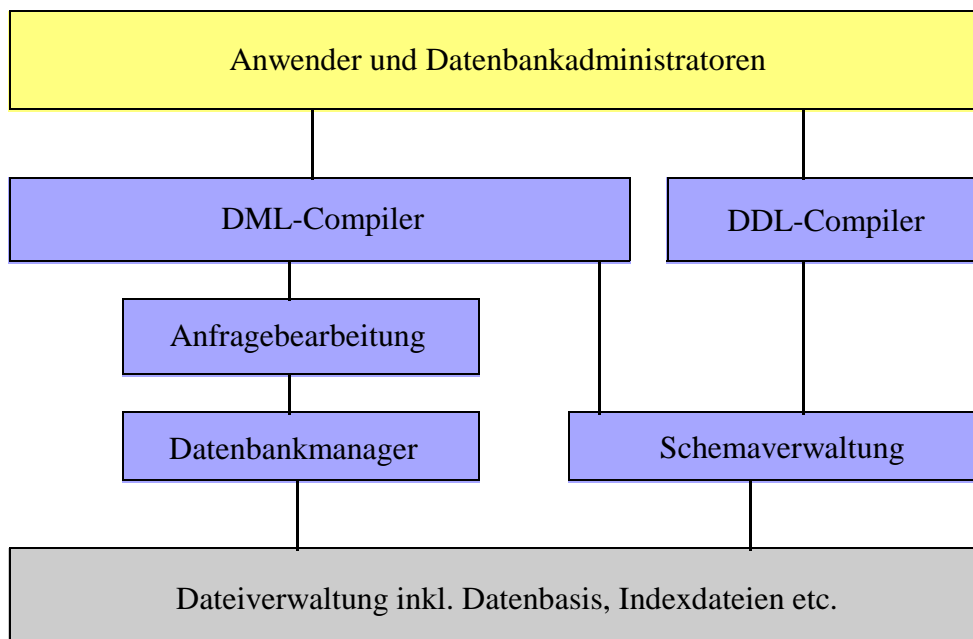 Anwender und Datenbankadministratoren
DML-Compiler
DDL-Compiler
Anfragebearbeitung
Datenbankmanager
Schemaverwaltung
Dateiverwaltung inkl. Datenbasis, Indexdateien etc.